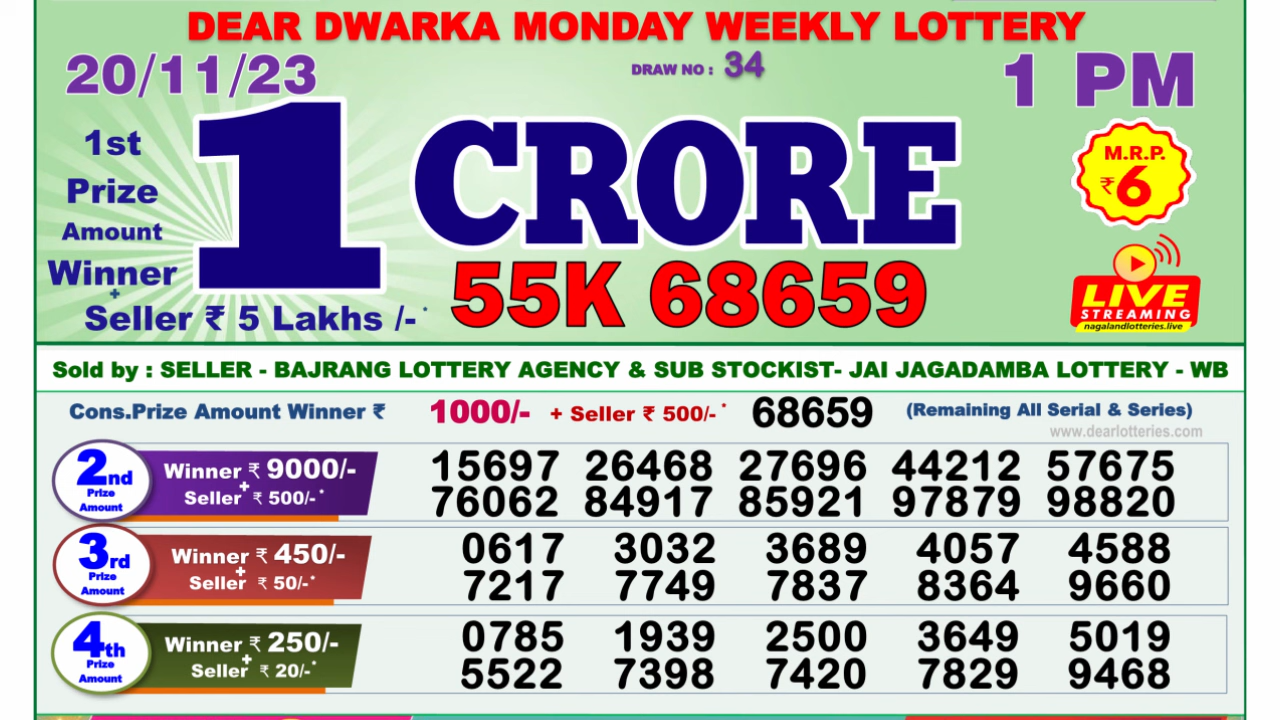 DEAR DWARKA MONDAY WEEKLY LOTTERY
20/11/23
DRAW NO : 34
1 PM
1st
Prize
Amount
Winner
+
Seller ₹ 5 Lakhs /-*
1 CRORE
55K 68659
M.R.P.
₹6
LIVE
STREAMING
nagalandlotteries.live
Sold by : SELLER - BAJRANG LOTTERY AGENCY & SUB STOCKIST- JAI JAGADAMBA LOTTERY - WB
Cons.Prize Amount Winner ₹ 1000/- + Seller ₹ 500/-* 68659 (Remaining All Serial & Series)
www.dearlotteries.com
2nd
Prize
Amount
Winner ₹ 9000/-
+
Seller ₹ 500/-*
15697 26468 27696 44212 57675
76062 84917 85921 97879 98820
3rd
Prize
Amount
Winner ₹ 450/-
+
Seller ₹ 50/-*
0617 3032 3689 4057 4588
7217 7749 7837 8364 9660
4th
Prize
Amount
Winner ₹ 250/-
+
Seller ₹ 20/-*
0785 1939 2500 3649 5019
5522 7398 7420 7829 9468